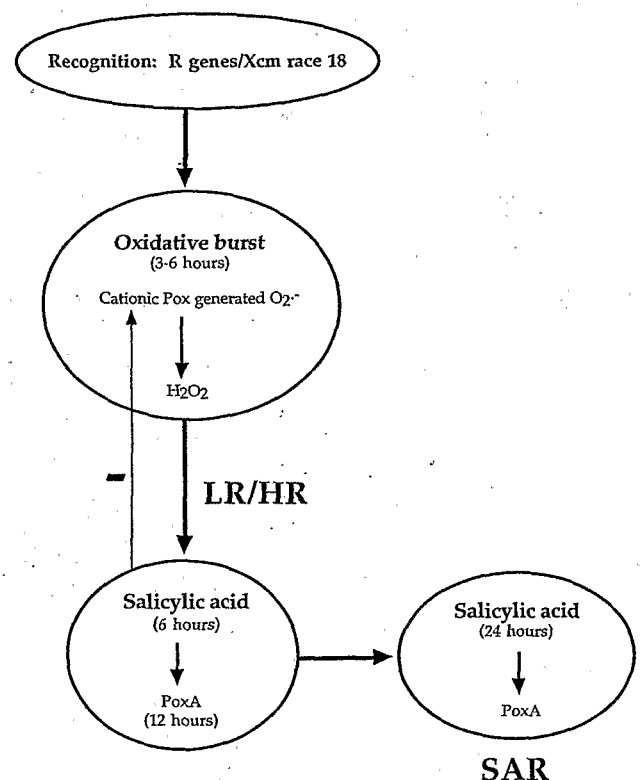 Recognition: R genes/Xcm race 18
Oxidative burst
(3-6 hours)
Cationic Pox generated O2·-
H2O2
-
LR/HR
Salicylic acid
(6 hours)
PoxA
(12 hours)
Salicylic acid
(24 hours)
PoxA
SAR